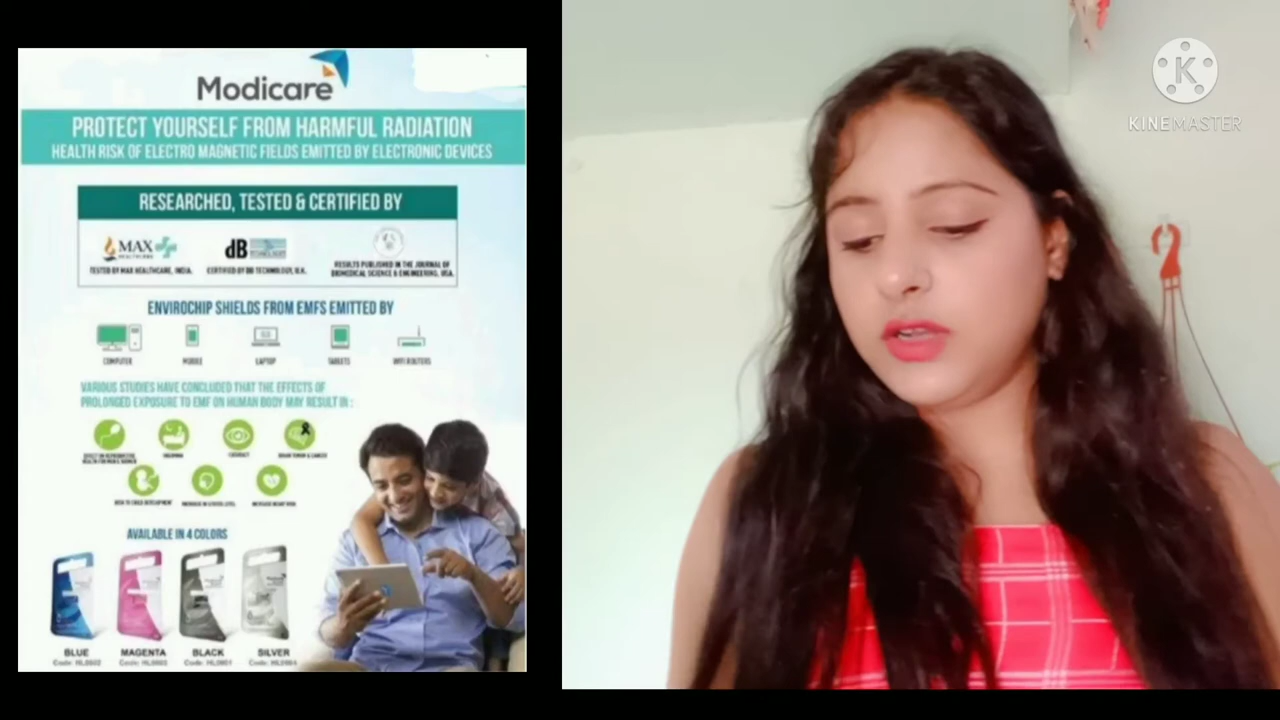 Modicare
PROTECT YOURSELF FROM HARMFUL RADIATION
HEALTH RISK OF ELECTRO MAGNETIC FIELDS EMITTED BY ELECTRONIC DEVICES
RESEARCHED, TESTED & CERTIFIED BY
MAX
HEALTHCARE
dB
TESTED BY MAX HEALTHCARE, INDIA.
CERTIFIED BY DB TECHNOLOGY, U.K.
RESULTS PUBLISHED IN THE JOURNAL OF
BIOMEDICAL SCIENCE & ENGINEERING, USA.
ENVIROCHIP SHIELDS FROM EMFS EMITTED BY
COMPUTER
MOBILE
LAPTOP
TABLETS
WIFI ROUTERS
VARIOUS STUDIES HAVE CONCLUDED THAT THE EFFECTS OF
PROLONGED EXPOSURE TO EMF ON HUMAN BODY MAY RESULT IN :
BRAIN TUMOR & CANCER
AVAILABLE IN 4 COLORS
BLUE
MAGENTA
BLACK
SILVER
K
KINEMASTER